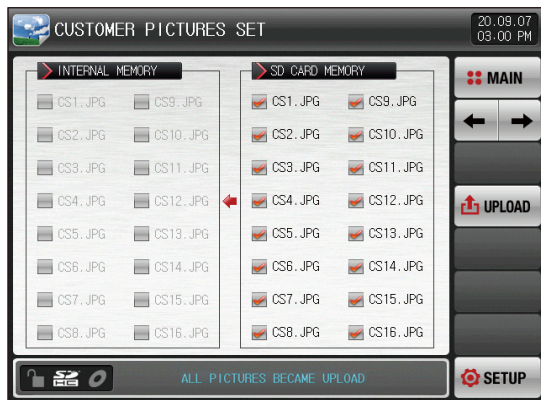 CUSTOMER PICTURES SET
20.09.07
03:00 PM
INTERNAL MEMORY
CS1.JPG CS9.JPG
CS2.JPG CS10.JPG
CS3.JPG CS11.JPG
CS4.JPG CS12.JPG
CS5.JPG CS13.JPG
CS6.JPG CS14.JPG
CS7.JPG CS15.JPG
CS8.JPG CS16.JPG
SD CARD MEMORY
CS1.JPG CS9.JPG
CS2.JPG CS10.JPG
CS3.JPG CS11.JPG
CS4.JPG CS12.JPG
CS5.JPG CS13.JPG
CS6.JPG CS14.JPG
CS7.JPG CS15.JPG
CS8.JPG CS16.JPG
MAIN
UPLOAD
SETUP
SD
HC
ALL PICTURES BECAME UPLOAD